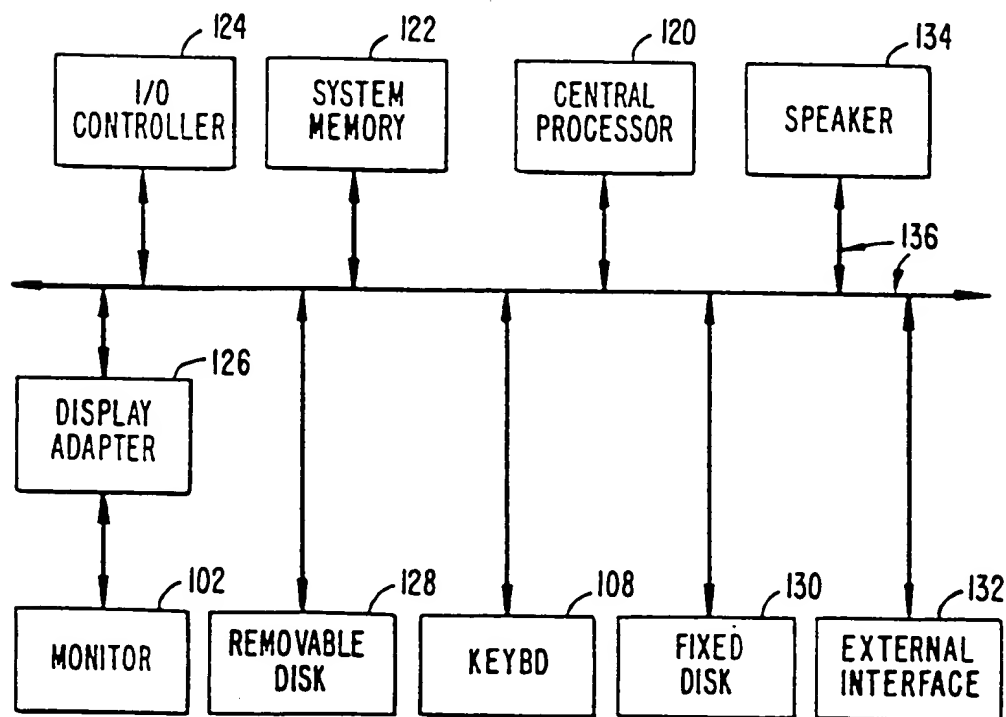 124
I/O
CONTROLLER
122
SYSTEM
MEMORY
120
CENTRAL
PROCESSOR
134
SPEAKER
136
126
DISPLAY
ADAPTER
102
MONITOR
128
REMOVABLE
DISK
108
KEYBD
130
FIXED
DISK
132
EXTERNAL
INTERFACE